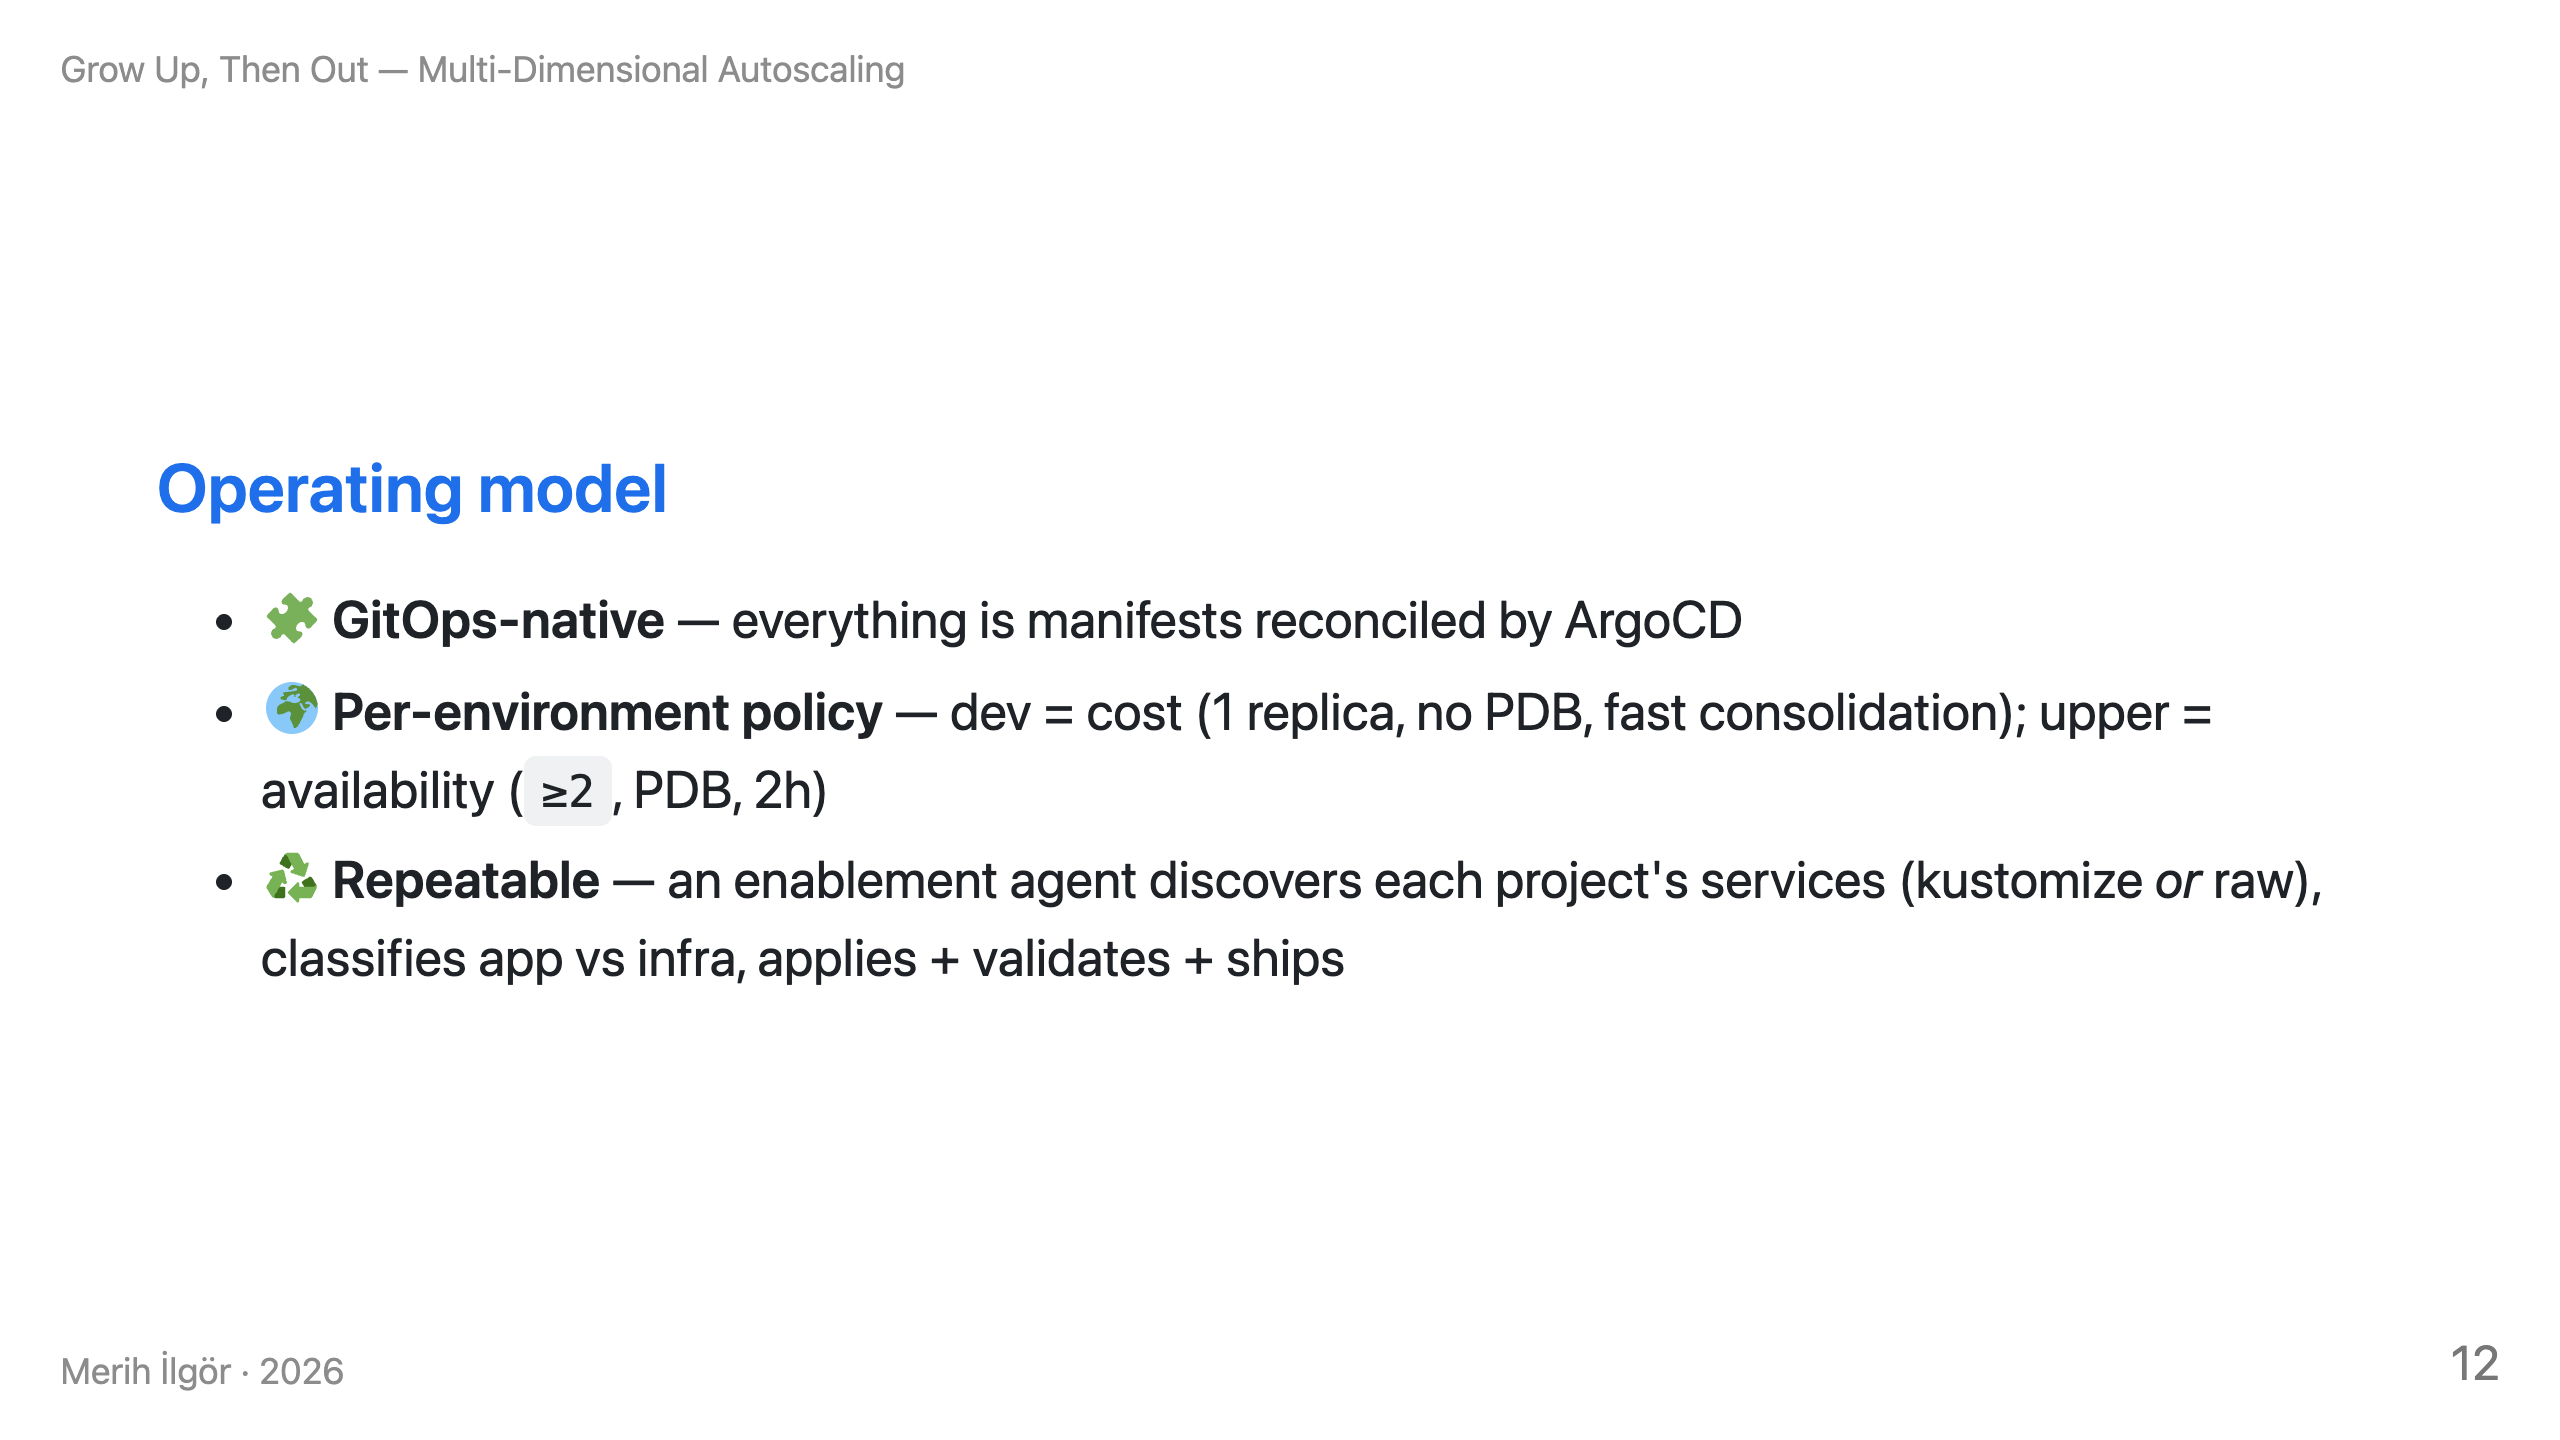 Grow Up, Then Out — Multi-Dimensional Autoscaling
Operating model
• 🧩 GitOps-native — everything is manifests reconciled by ArgoCD
• 🌍 Per-environment policy — dev = cost (1 replica, no PDB, fast consolidation); upper =
availability (≥2, PDB, 2h)
• ♻️ Repeatable — an enablement agent discovers each project's services (kustomize or raw),
classifies app vs infra, applies + validates + ships
Merih İlgör · 2026
12